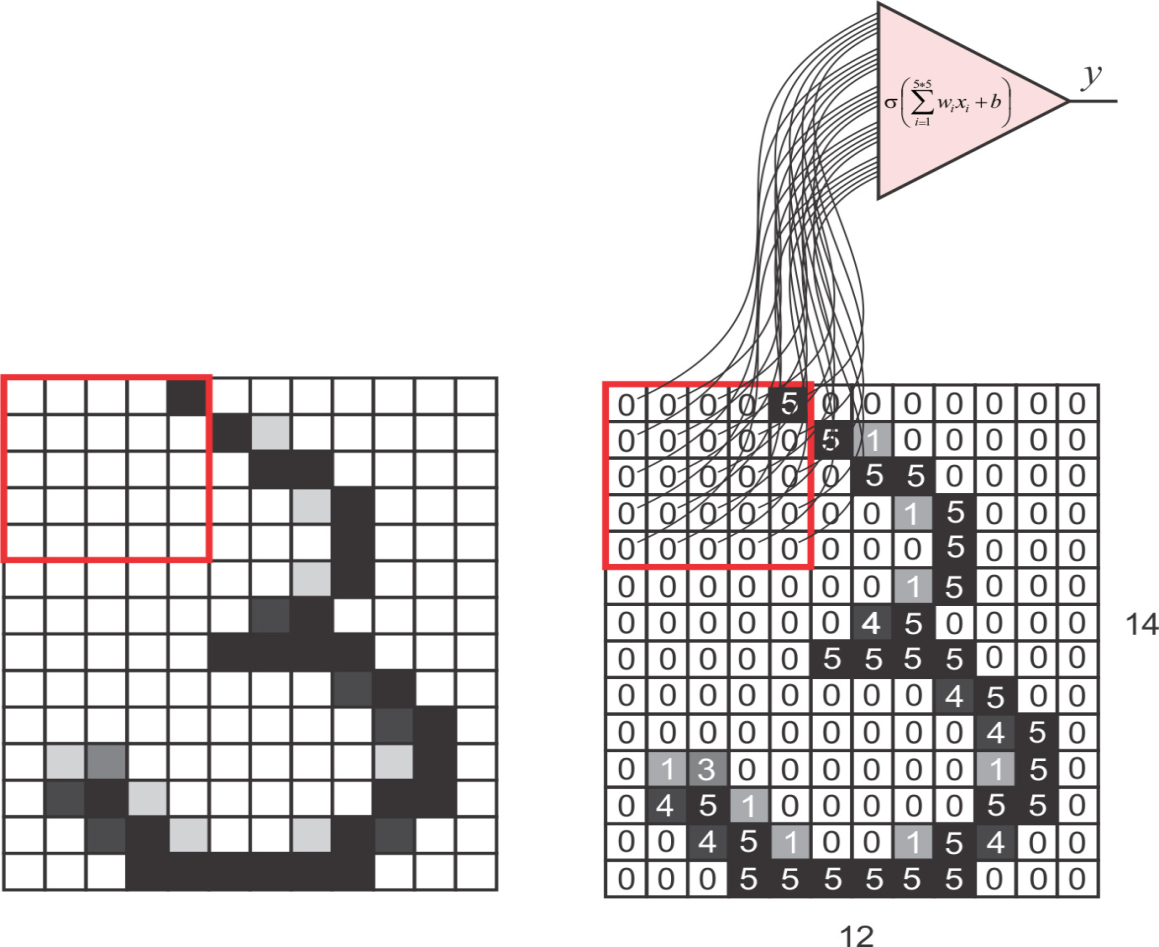 y
σ(∑_{i=1}^{5*5} w_i x_i + b)
0 0 0 0 5 0 0 0 0 0 0 0
0 0 0 0 0 5 1 0 0 0 0 0
0 0 0 0 0 0 5 5 0 0 0 0
0 0 0 0 0 0 0 1 5 0 0 0
0 0 0 0 0 0 0 0 5 0 0 0
0 0 0 0 0 0 0 1 5 0 0 0
0 0 0 0 0 0 4 5 0 0 0 0 14
0 0 0 0 0 5 5 5 5 0 0 0
0 0 0 0 0 0 0 0 4 5 0 0
0 0 0 0 0 0 0 0 0 4 5 0
0 1 3 0 0 0 0 0 0 1 5 0
0 4 5 1 0 0 0 0 0 5 5 0
0 0 4 5 1 0 0 1 5 4 0 0
0 0 0 5 5 5 5 5 5 0 0 0
12